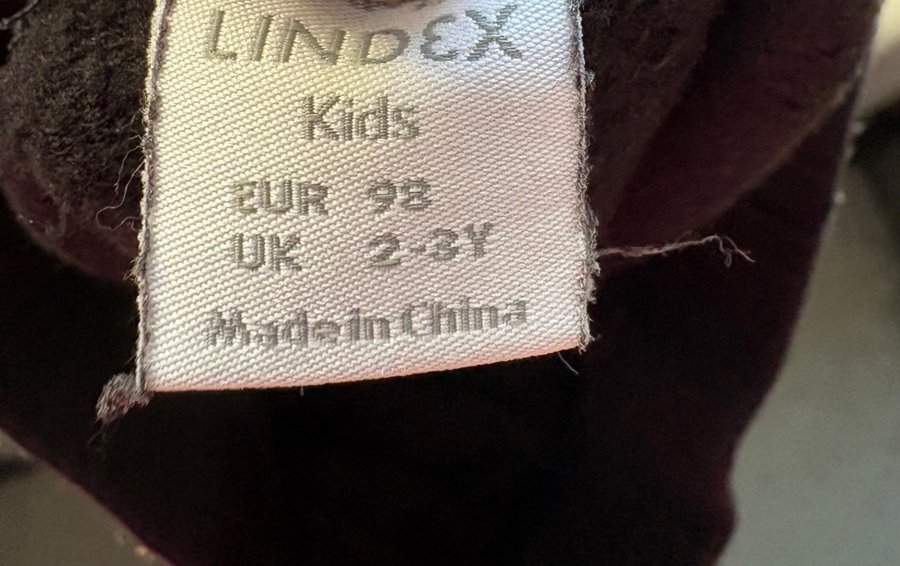 LINDEX
Kids
EUR 98
UK 2-3Y
Made in China